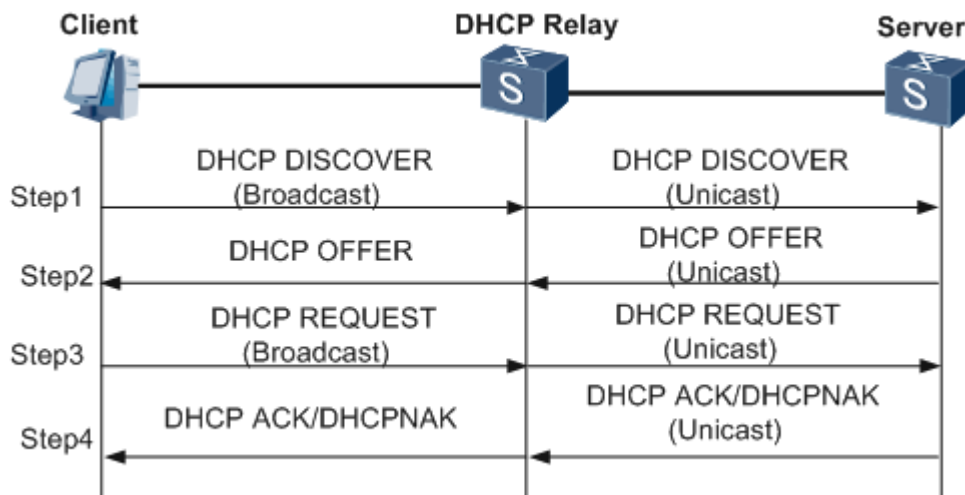 Client
DHCP Relay
Server
S
S
DHCP DISCOVER
(Broadcast)
DHCP DISCOVER
(Unicast)
Step1
DHCP OFFER
DHCP OFFER
(Unicast)
Step2
DHCP REQUEST
(Broadcast)
DHCP REQUEST
(Unicast)
Step3
DHCP ACK/DHCPNAK
DHCP ACK/DHCPNAK
(Unicast)
Step4